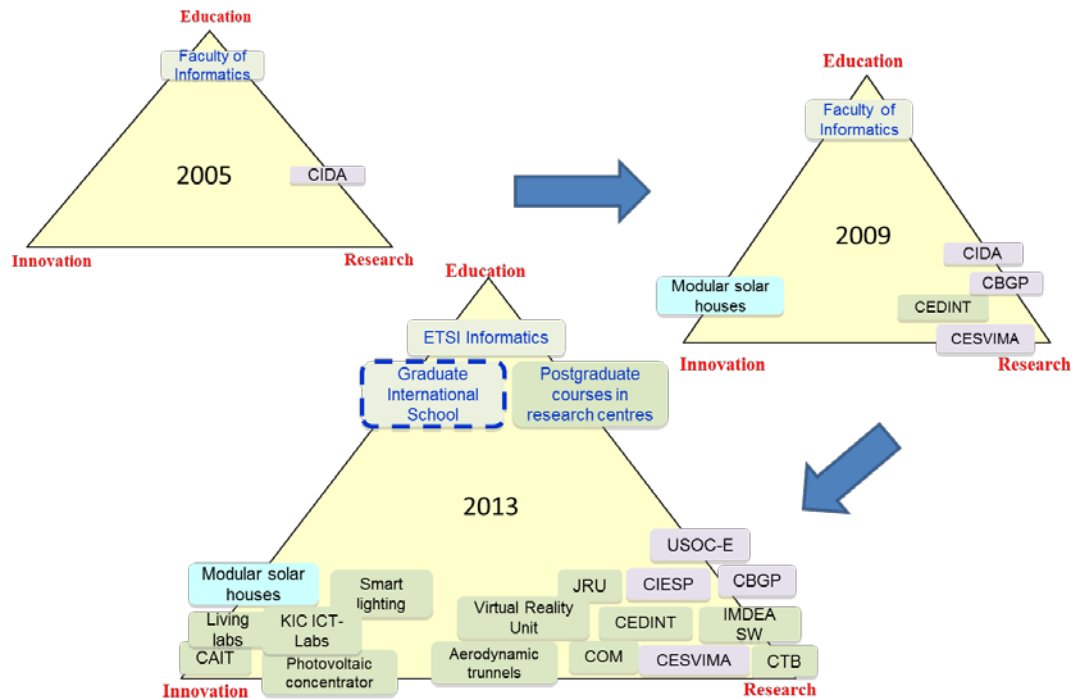 Education
Faculty of
Informatics
2005
CIDA
Innovation
Research
Education
Faculty of
Informatics
2009
CIDA
CBGP
Modular solar
houses
CEDINT
CESVIMA
Innovation
Research
Education
ETSI Informatics
Graduate
International
School
Postgraduate
courses in
research centres
2013
USOC-E
Modular solar
houses
Smart
lighting
JRU
CIESP
CBGP
Living
labs
KIC ICT-
Labs
Virtual Reality
Unit
CEDINT
IMDEA
SW
CAIT
Photovoltaic
concentrator
Aerodynamic
trunnels
COM
CESVIMA
CTB
Innovation
Research